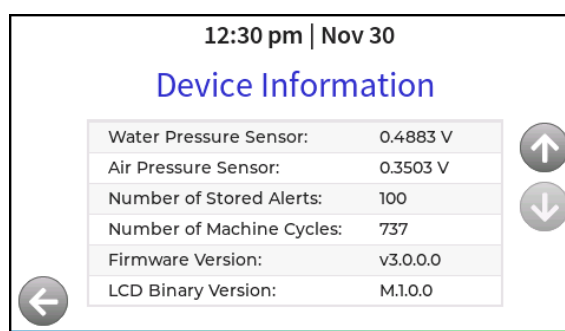 12:30 pm | Nov 30
Device Information
Water Pressure Sensor: 0.4883 V
Air Pressure Sensor: 0.3503 V
Number of Stored Alerts: 100
Number of Machine Cycles: 737
Firmware Version: v3.0.0.0
LCD Binary Version: M.1.0.0